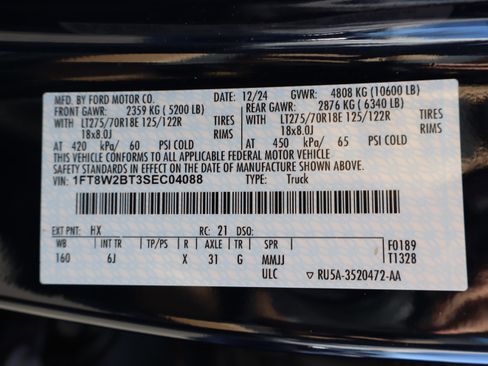 MFD. BY FORD MOTOR CO. 12/24 GVWR: 4808 KG (10600 LB)
FRONT GAWR: 2359 KG ( 5200 LB) REAR GAWR: 2876 KG ( 6340 LB)
WITH LT275/70R18E 125/122R TIRES WITH LT275/70R18E 125/122R TIRES
18x8.0J RIMS 18x8.0J RIMS
AT 420 kPa/ 60 PSI COLD AT 450 kPa/ 65 PSI COLD
THIS VEHICLE CONFORMS TO ALL APPLICABLE FEDERAL MOTOR VEHICLE
SAFETY STANDARDS IN EFFECT ON THE DATE OF MANUFACTURE SHOWN ABOVE.
VIN: 1FT8W2BT3SEC04088 TYPE: Truck
EXT PNT: HX RC: 21 DSO:
WB INT TR TP/PS R AXLE TR SPR F0189
160 6J X 31 G MMJJ T1328
ULC ▽ RU5A-3520472-AA